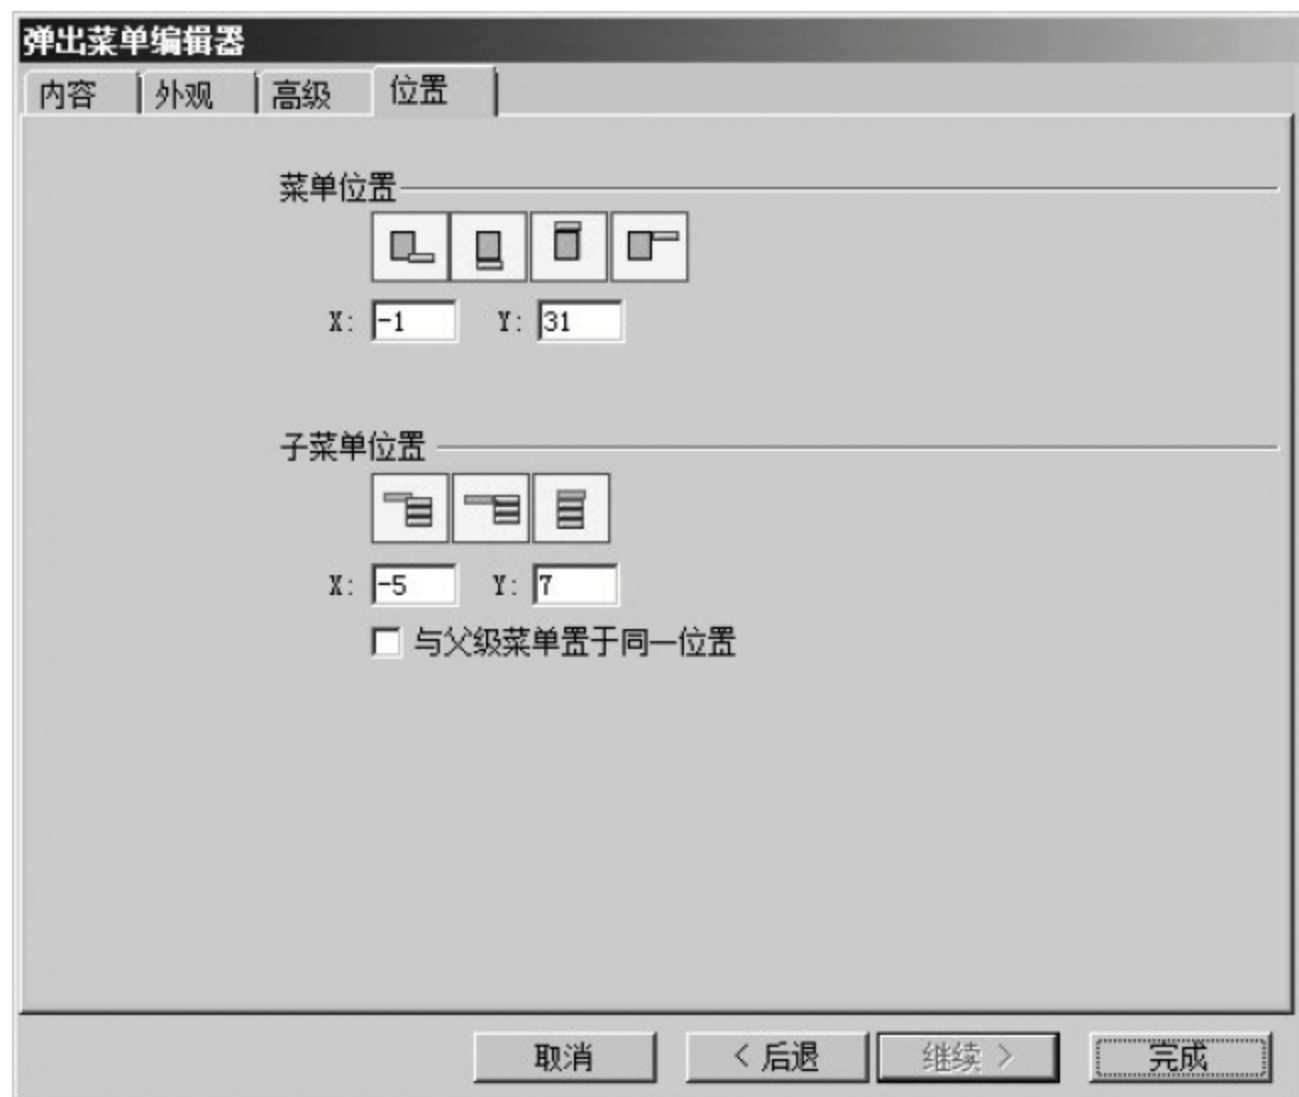 弹出菜单编辑器
内容 外观 高级 位置
菜单位置
X: -1 Y: 31
子菜单位置
X: -5 Y: 7
与父级菜单置于同一位置
取消 < 后退 继续 > 完成